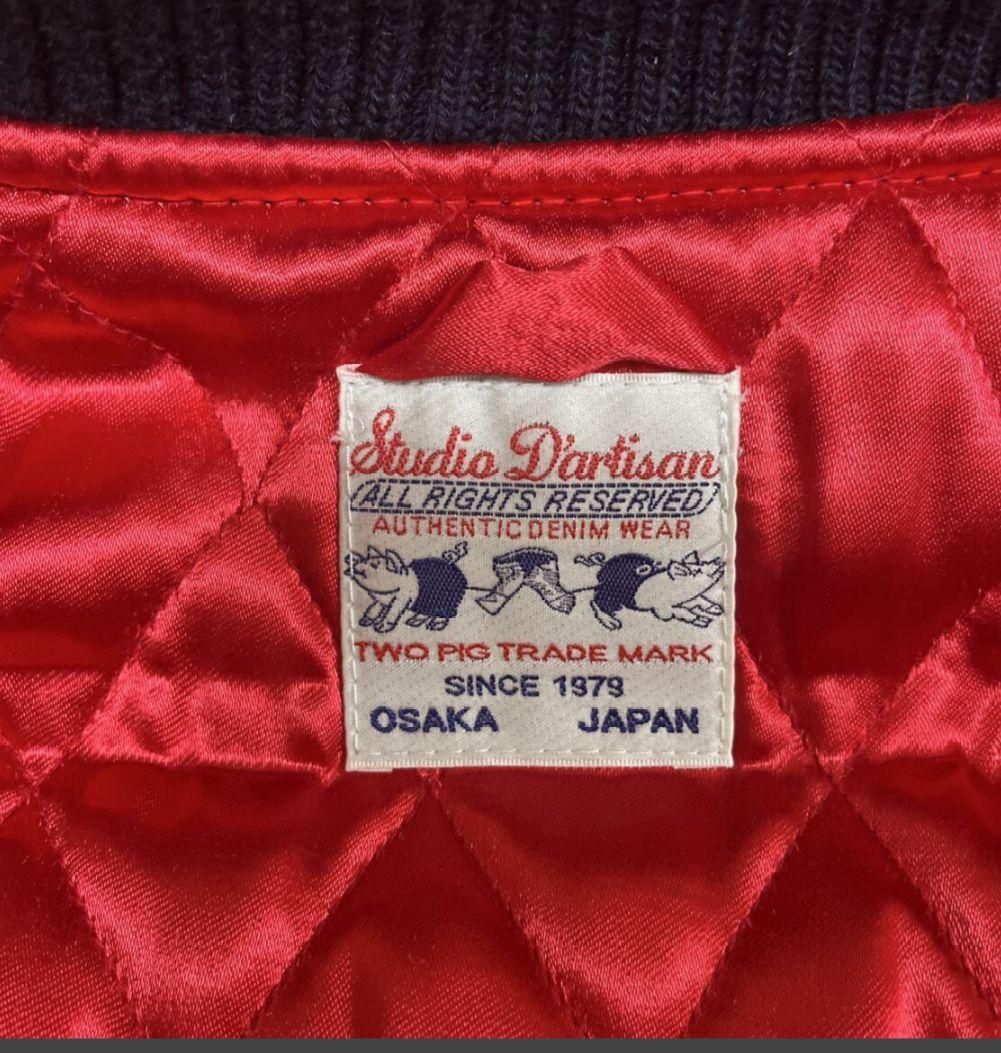 Studio D'artisan
(ALL RIGHTS RESERVED)
AUTHENTIC DENIM WEAR
TWO PIG TRADE MARK
SINCE 1979
OSAKA JAPAN